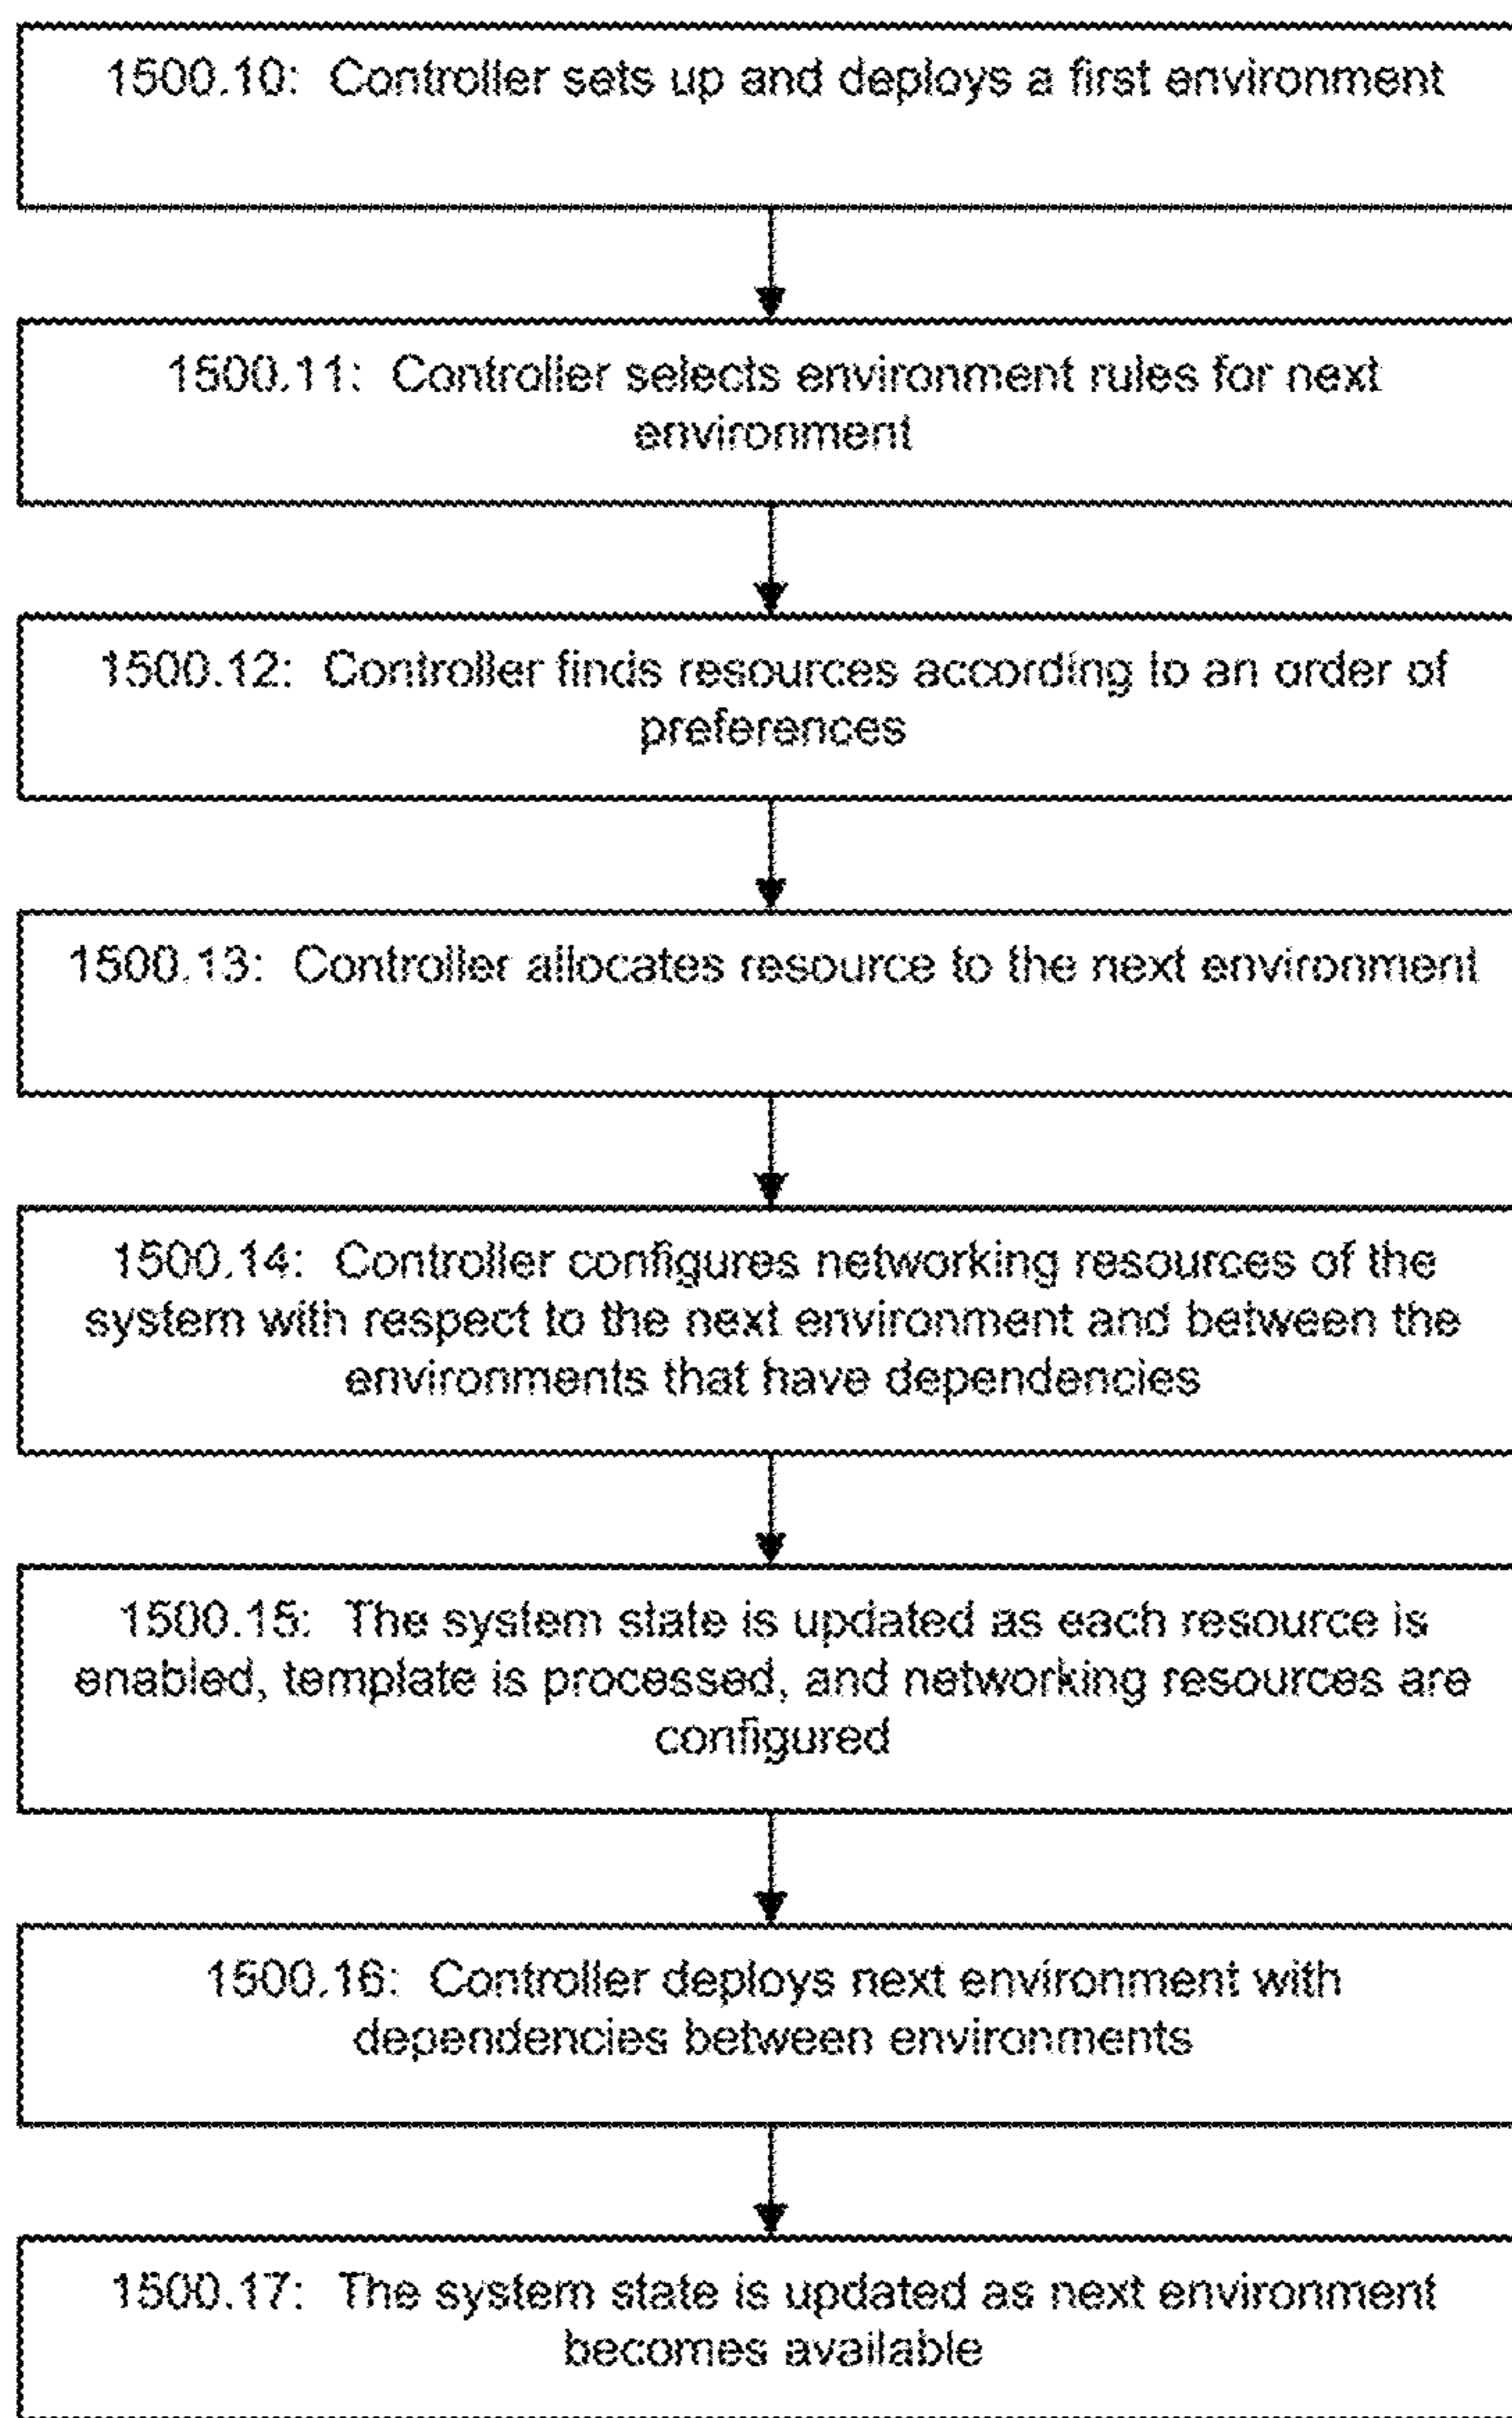 1500.10: Controller sets up and deploys a first environment
1500.11: Controller selects environment rules for next
environment
1500.12: Controller finds resources according to an order of
preferences
1500.13: Controller allocates resource to the next environment
1500.14: Controller configures networking resources of the
system with respect to the next environment and between the
environments that have dependencies
1500.15: The system state is updated as each resource is
enabled, template is processed, and networking resources are
configured
1500.16: Controller deploys next environment with
dependencies between environments
1500.17: The system state is updated as next environment
becomes available